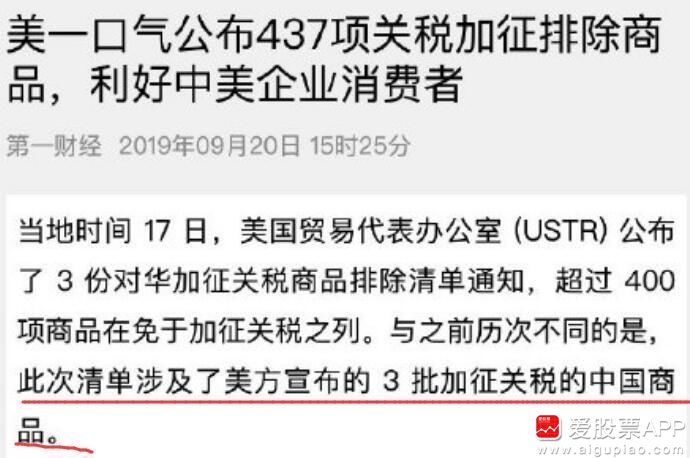 美一口气公布437项关税加征排除商
品，利好中美企业消费者
第一财经 2019年09月20日 15时25分
当地时间 17 日，美国贸易代表办公室 (USTR) 公布
了 3 份对华加征关税商品排除清单通知，超过 400
项商品在免于加征关税之列。与之前历次不同的是，
此次清单涉及了美方宣布的 3 批加征关税的中国商
品。
爱股票APP
www.aigupiao.com